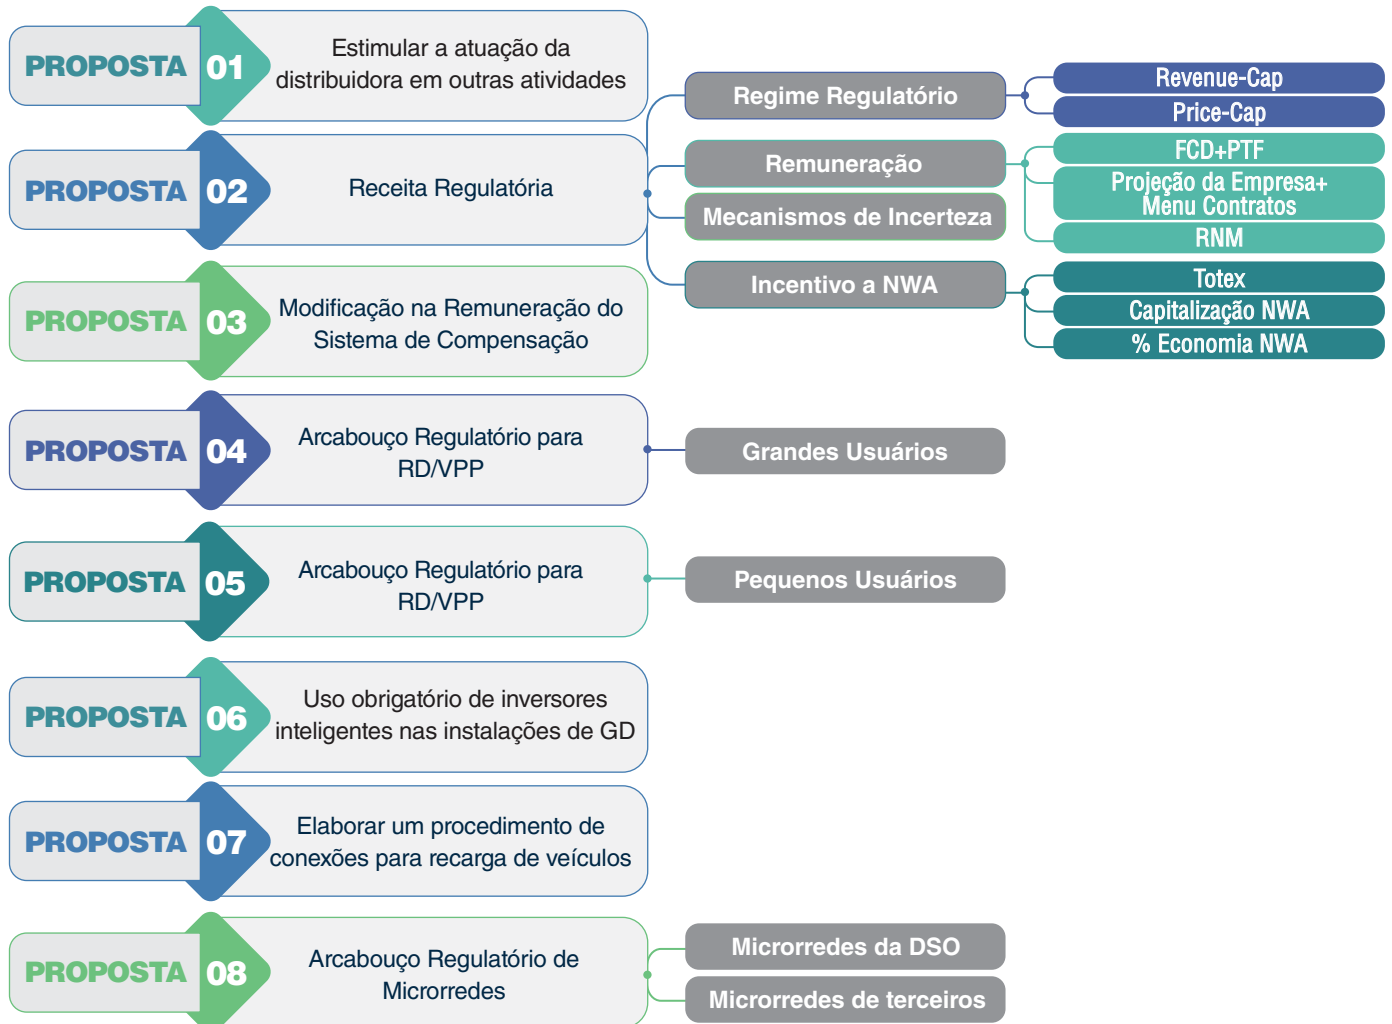 PROPOSTA 01
Estimular a atuação da
distribuidora em outras atividades
PROPOSTA 02
Receita Regulatória
Regime Regulatório
Revenue-Cap
Price-Cap
Remuneração
FCD+PTF
Projeção da Empresa+
Menu Contratos
RNM
Mecanismos de Incerteza
Incentivo a NWA
Totex
Capitalização NWA
% Economia NWA
PROPOSTA 03
Modificação na Remuneração do
Sistema de Compensação
PROPOSTA 04
Arcabouço Regulatório para
RD/VPP
Grandes Usuários
PROPOSTA 05
Arcabouço Regulatório para
RD/VPP
Pequenos Usuários
PROPOSTA 06
Uso obrigatório de inversores
inteligentes nas instalações de GD
PROPOSTA 07
Elaborar um procedimento de
conexões para recarga de veículos
PROPOSTA 08
Arcabouço Regulatório de
Microrredes
Microrredes da DSO
Microrredes de terceiros